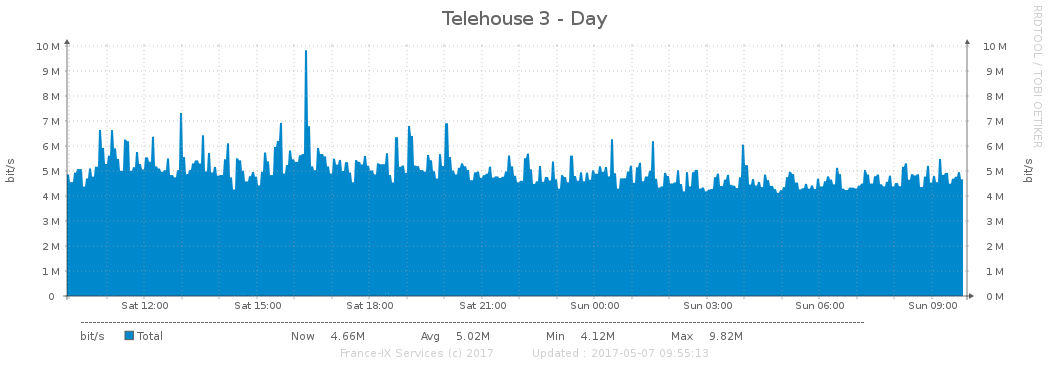 Telehouse 3 - Day
RRDTOOL / TOBI OETIKER
bit/s
10 M 10 M
9 M 9 M
8 M 8 M
7 M 7 M
6 M 6 M
5 M 5 M
4 M 4 M
3 M 3 M
2 M 2 M
1 M 1 M
0 0 M
bit/s
Sat 12:00 Sat 15:00 Sat 18:00 Sat 21:00 Sun 00:00 Sun 03:00 Sun 06:00 Sun 09:00
bit/s Total Now 4.66M Avg 5.02M Min 4.12M Max 9.82M
France-IX Services (c) 2017 Updated : 2017-05-07 09:55:13